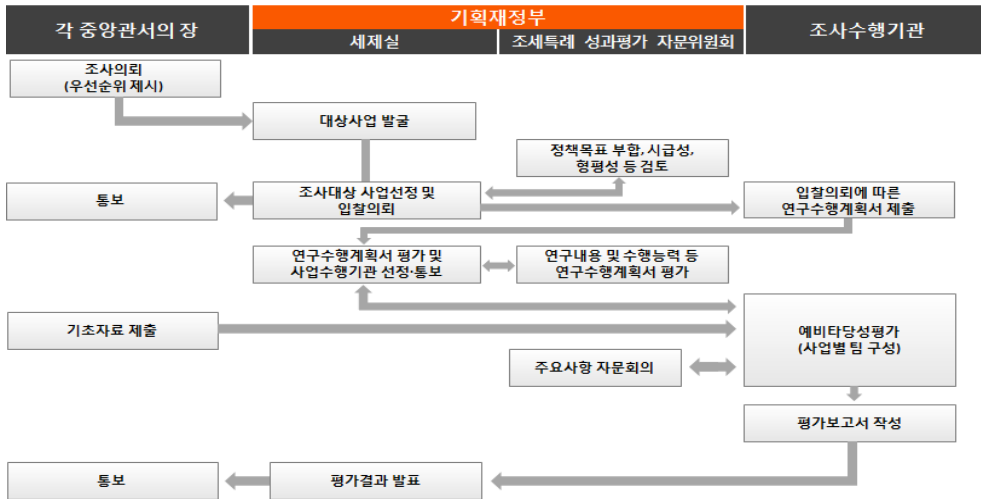 각 중앙관서의 장
기획재정부
세제실
조세특례 성과평가 자문위원회
조사수행기관
조사의뢰
(우선순위 제시)
대상사업 발굴
정책목표 부합, 시급성,
형평성 등 검토
통보
조사대상 사업선정 및
입찰의뢰
입찰의뢰에 따른
연구수행계획서 제출
연구수행계획서 평가 및
사업수행기관 선정·통보
연구내용 및 수행능력 등
연구수행계획서 평가
기초자료 제출
예비타당성평가
(사업별 팀 구성)
주요사항 자문회의
평가보고서 작성
통보
평가결과 발표